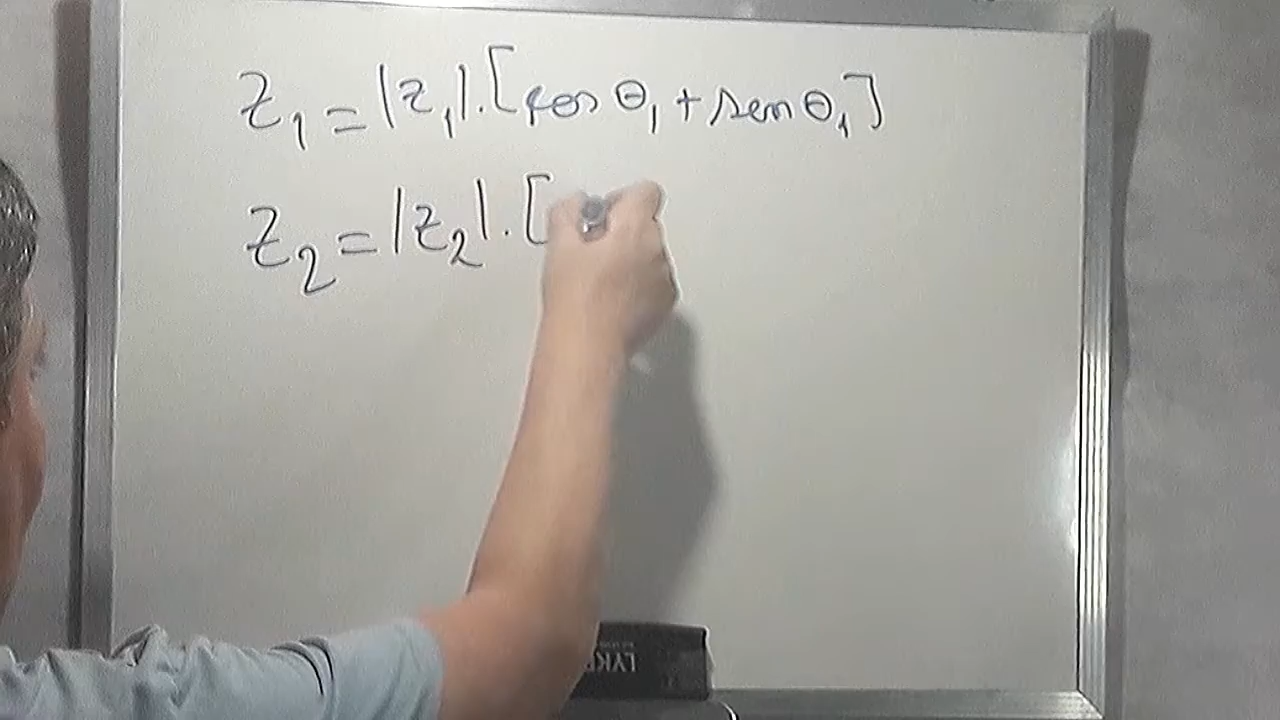 z₁ = |z₁|.[cos θ₁ + sen θ₁]
z₂ = |z₂|.[